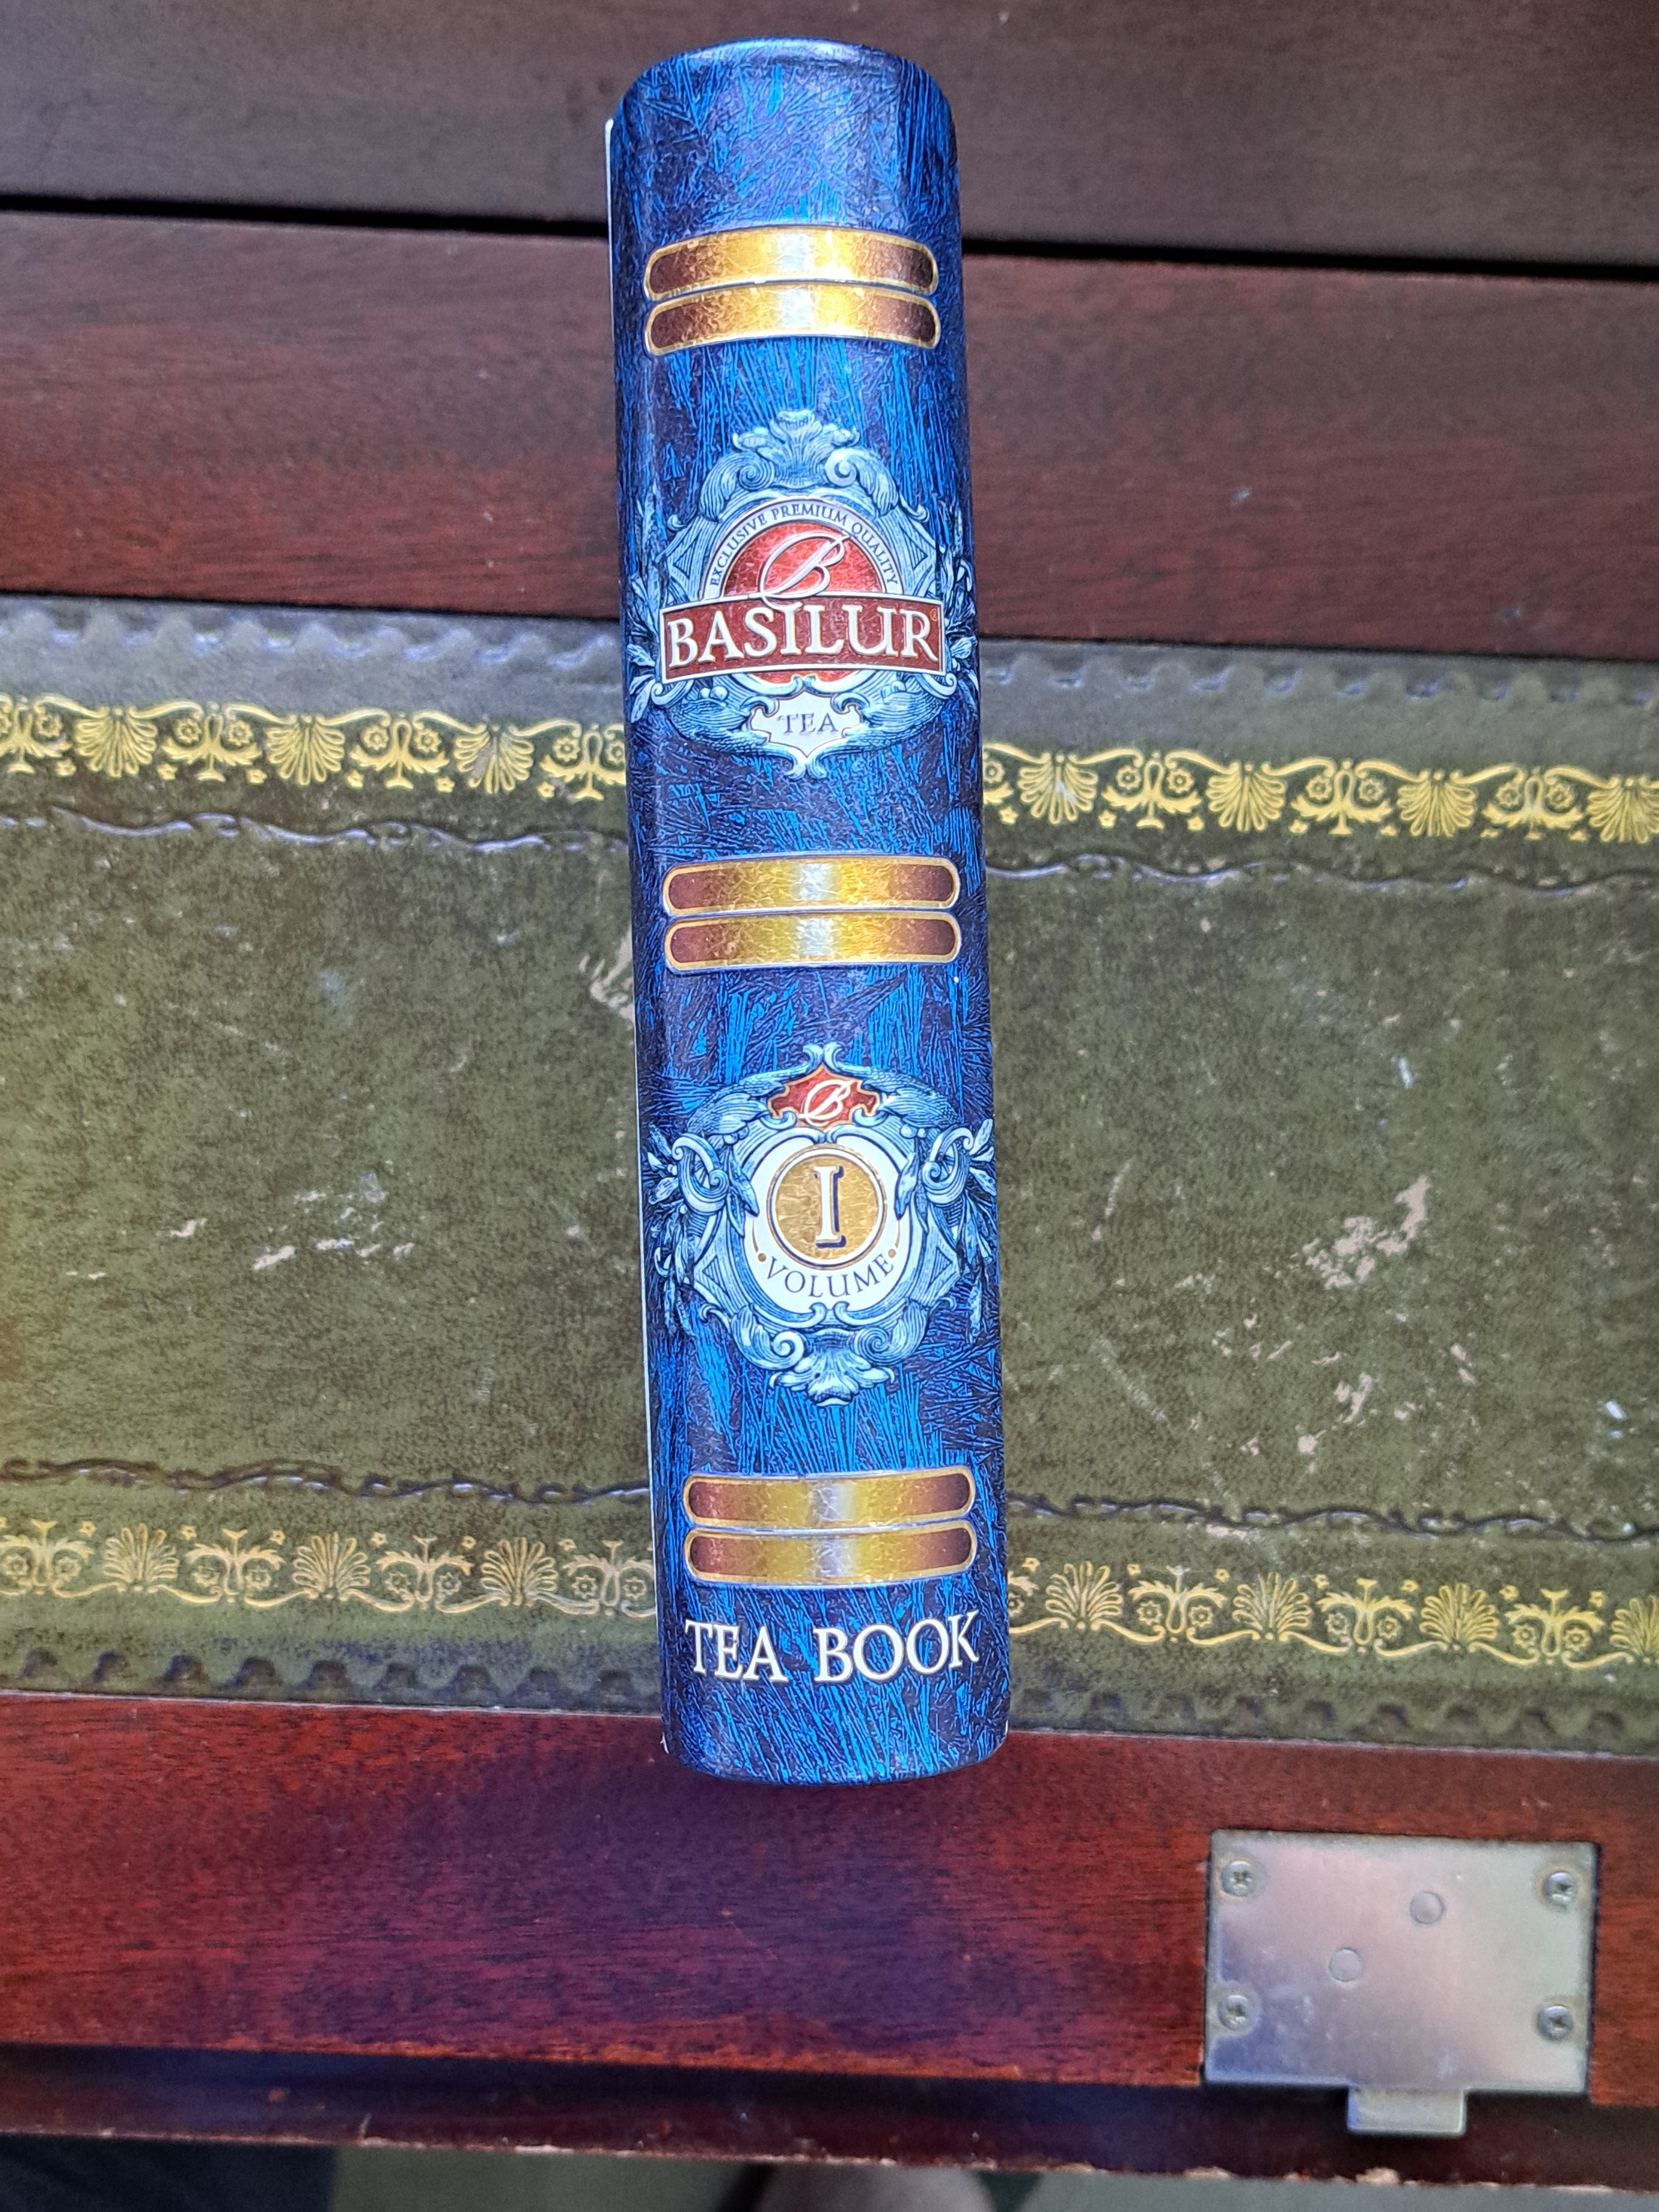 EXCLUSIVE PREMIUM QUALITY
B
BASILUR®
TEA
B
I
VOLUME
TEA BOOK